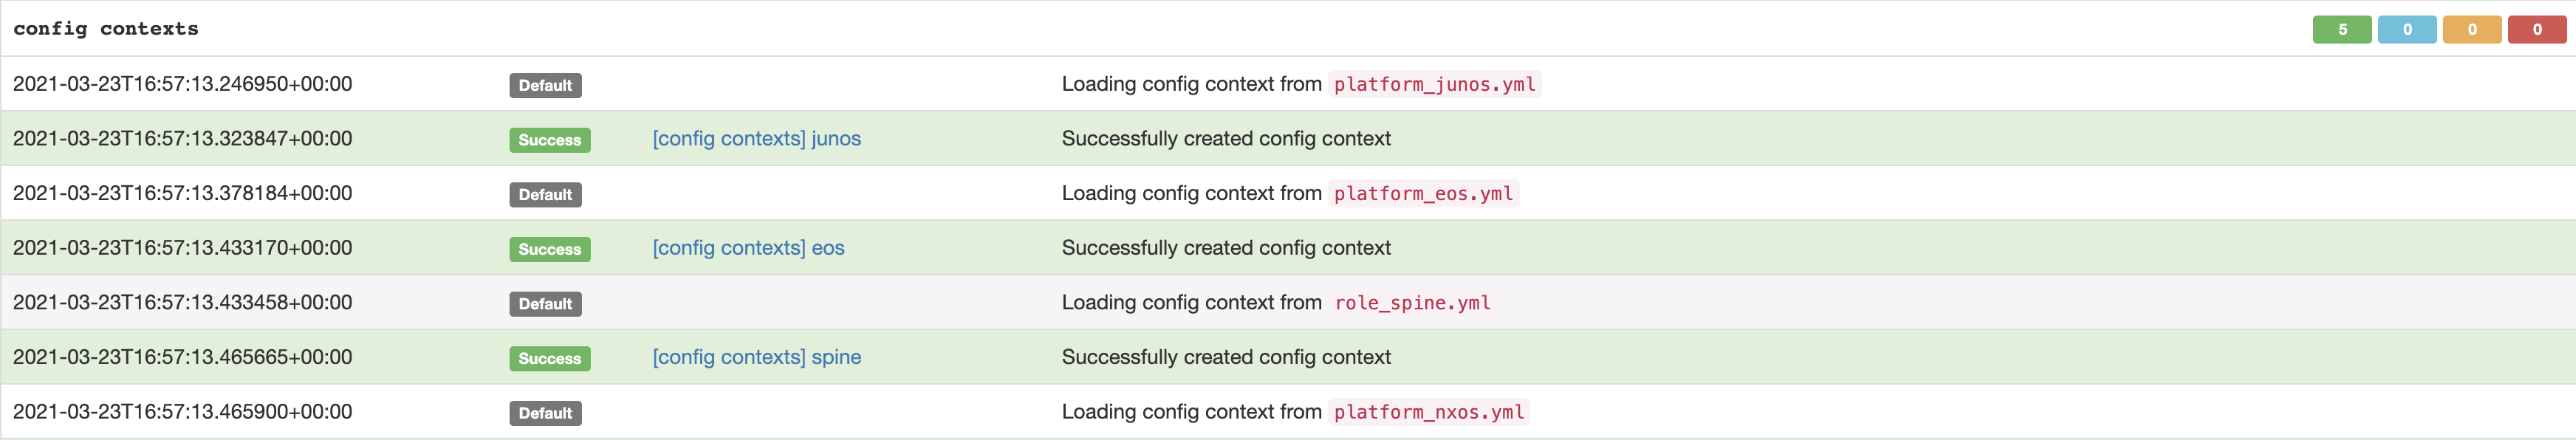 config contexts 5 0 0 0
2021-03-23T16:57:13.246950+00:00 Default Loading config context from platform_junos.yml
2021-03-23T16:57:13.323847+00:00 Success [config contexts] junos Successfully created config context
2021-03-23T16:57:13.378184+00:00 Default Loading config context from platform_eos.yml
2021-03-23T16:57:13.433170+00:00 Success [config contexts] eos Successfully created config context
2021-03-23T16:57:13.433458+00:00 Default Loading config context from role_spine.yml
2021-03-23T16:57:13.465665+00:00 Success [config contexts] spine Successfully created config context
2021-03-23T16:57:13.465900+00:00 Default Loading config context from platform_nxos.yml